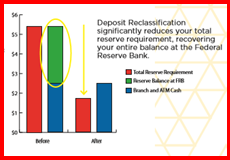 Deposit Reclassification
significantly reduces your total
reserve requirement, recovering
your entire balance at the Federal
Reserve Bank.
$6
$5
$4
$3
$2
$1
$0
Total Reserve Requirement
Reserve Balance at FRB
Branch and ATM Cash
Before
After